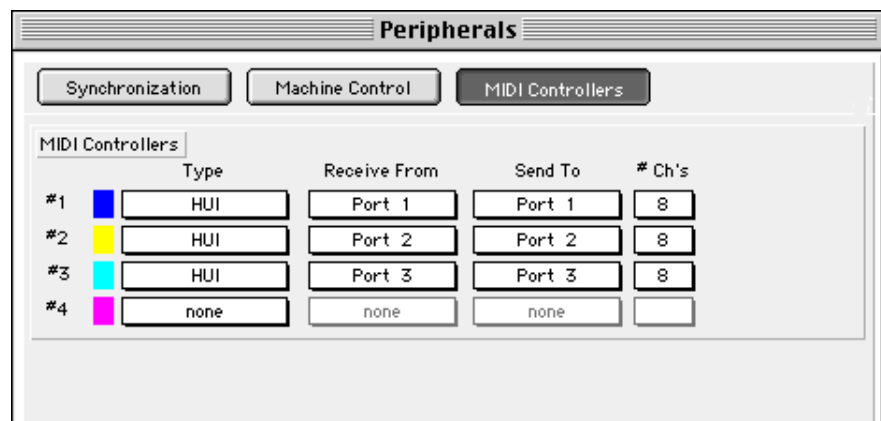 Peripherals
Synchronization Machine Control MIDI Controllers
MIDI Controllers
Type Receive From Send To # Ch's
#1 HUI Port 1 Port 1 8
#2 HUI Port 2 Port 2 8
#3 HUI Port 3 Port 3 8
#4 none none none